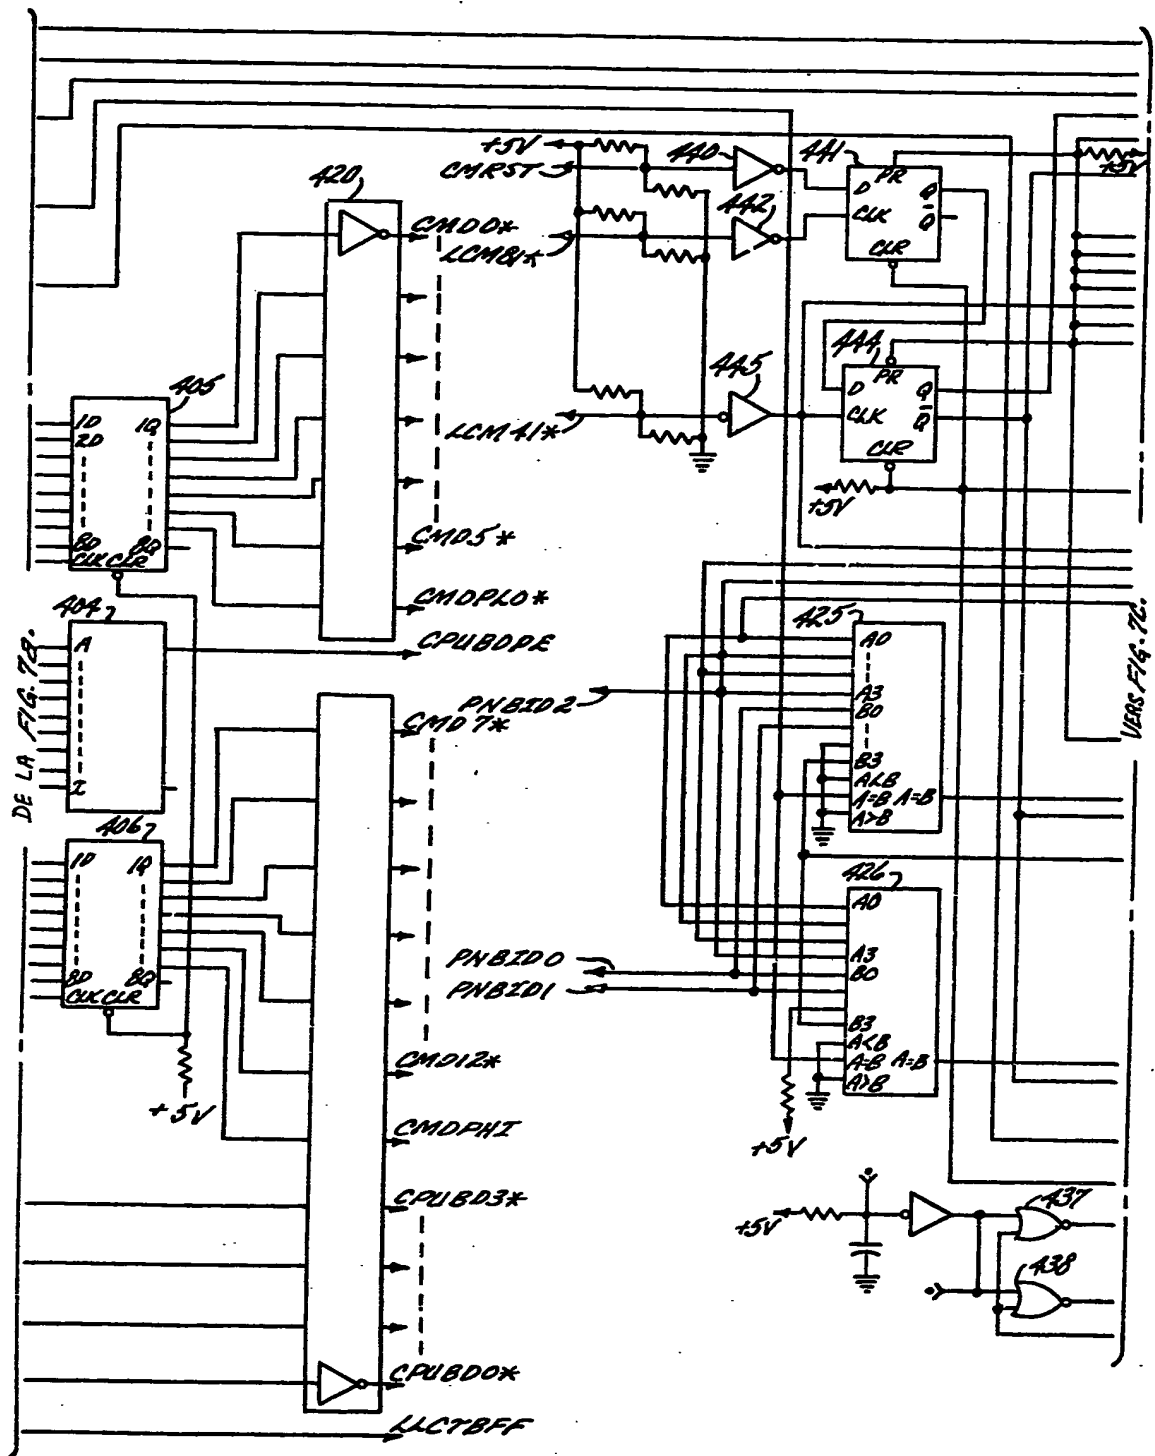 +5V
CMRST
440
441
PR
D
Q
CLK
Q
CLR
+5V
420
CMD0*
LCM81*
442
444
PR
D
Q
CLK
Q
CLR
+5V
445
LCM41*
405
1D
1Q
2D
8D
8Q
CLK CLR
CMD5*
CMDPLO*
404
A
I
CPUBDPE
DE LA FIG.7B.
VERS FIG.7C.
PNBID2
CMD7*
425
A0
A3
B0
B3
A<B
A=B A=B
A>B
406
1D
1Q
8D
8Q
CLK CLR
+5V
426
A0
A3
B0
B3
A<B
A=B A=B
A>B
PNBID0
PNBID1
+5V
CMD12*
CMDPHI
CPUBD3*
+5V
437
438
CPUBD0*
LLCTBFF